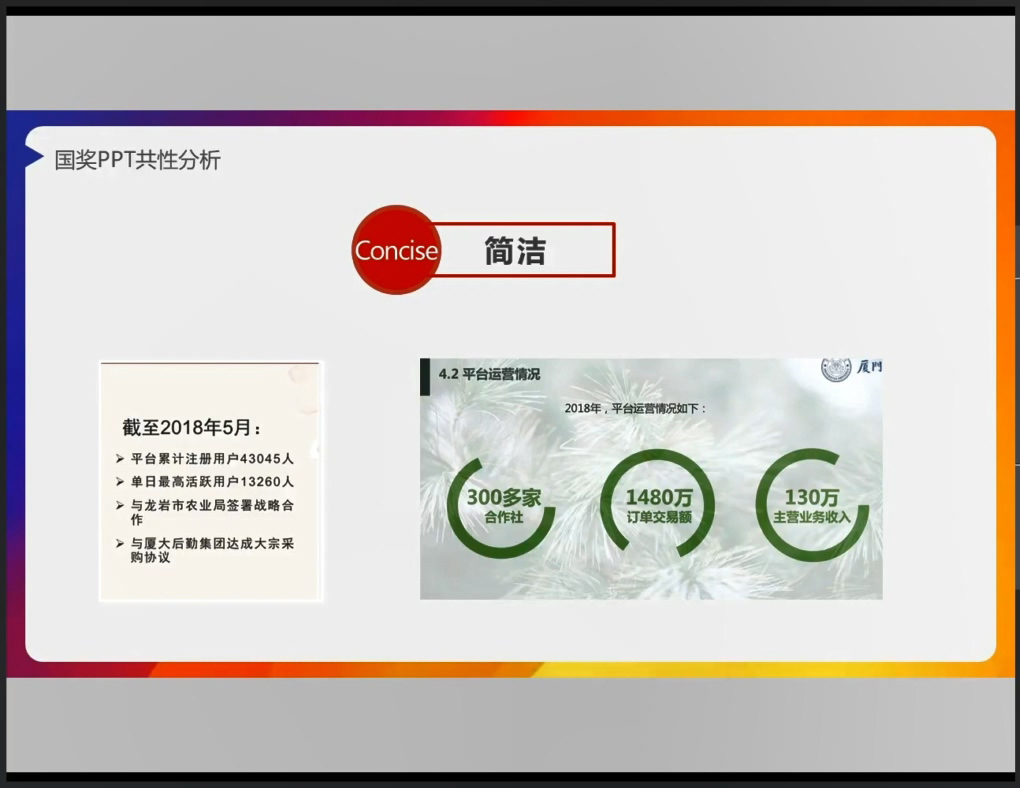 国奖PPT共性分析
Concise
简洁
截至2018年5月：
➢ 平台累计注册用户43045人
➢ 单日最高活跃用户13260人
➢ 与龙岩市农业局签署战略合
作
➢ 与厦大后勤集团达成大宗采
购协议
4.2 平台运营情况
厦门
2018年，平台运营情况如下：
300多家
合作社
1480万
订单交易额
130万
主营业务收入